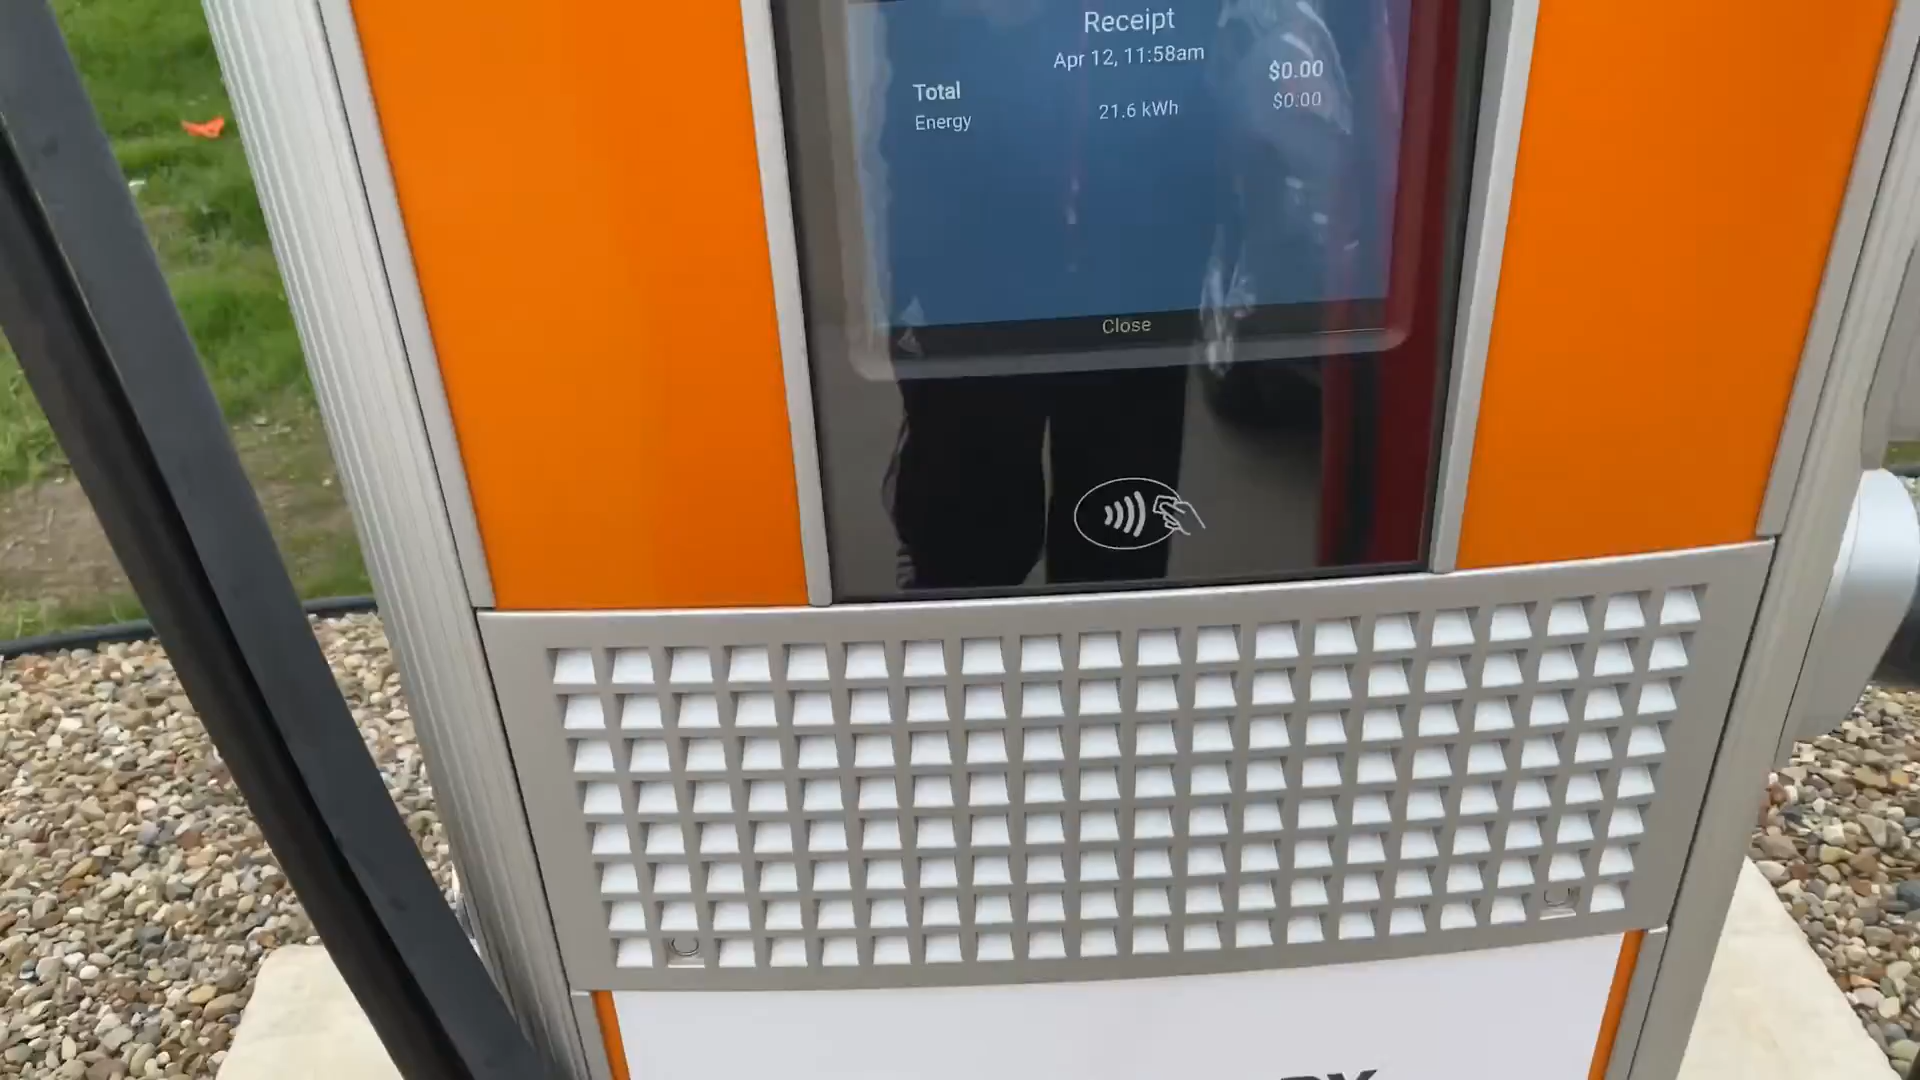 Receipt
Apr 12, 11:58am
Total $0.00
Energy 21.6 kWh $0.00
Close